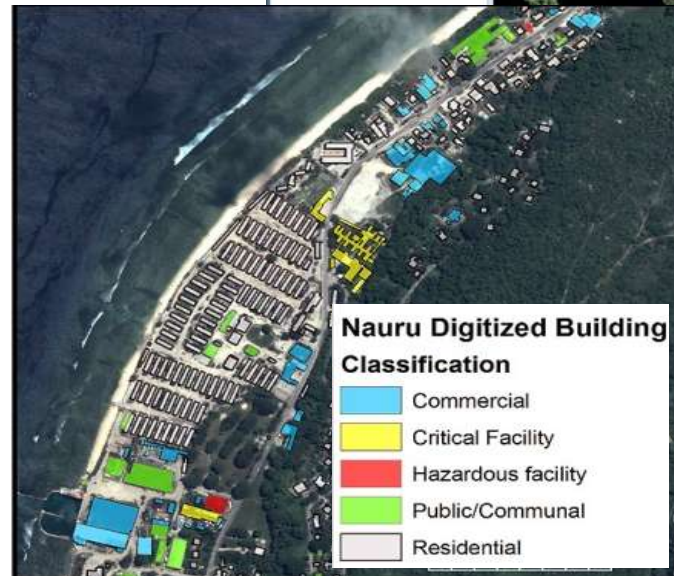 Nauru Digitized Building
Classification
Commercial
Critical Facility
Hazardous facility
Public/Communal
Residential